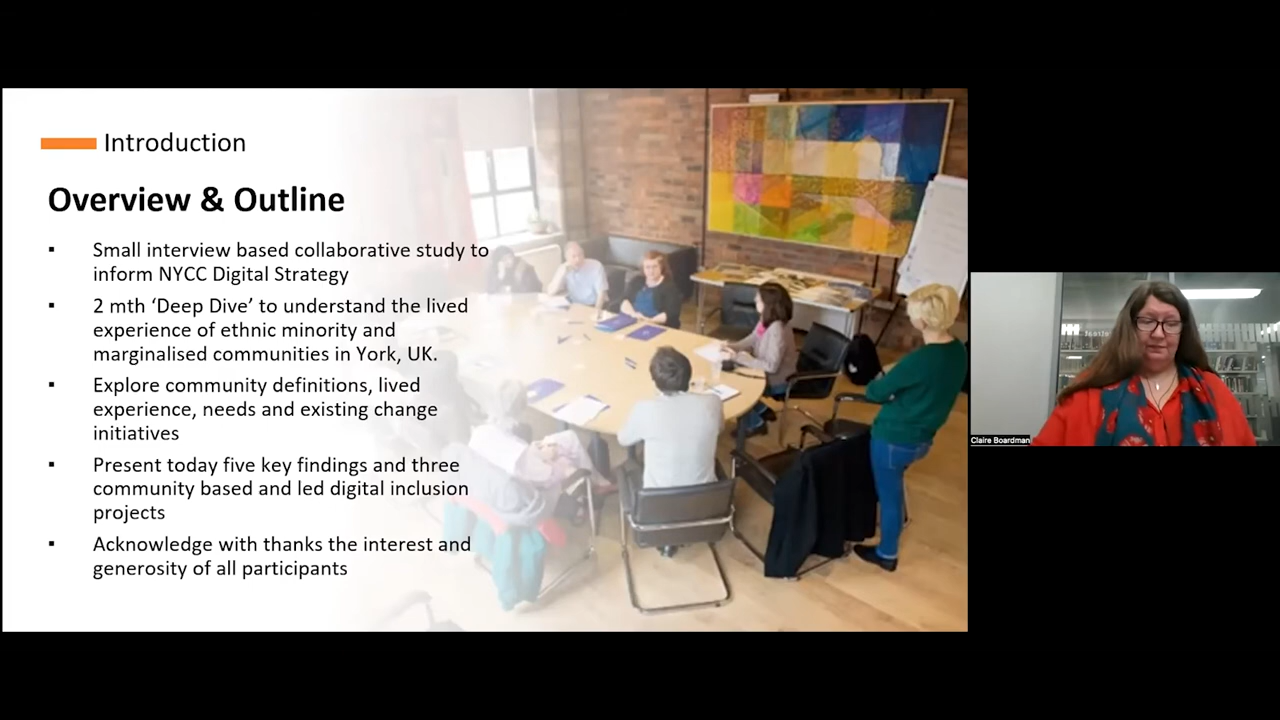 Introduction
Overview & Outline
▪ Small interview based collaborative study to
inform NYCC Digital Strategy
▪ 2 mth ‘Deep Dive’ to understand the lived
experience of ethnic minority and
marginalised communities in York, UK.
▪ Explore community definitions, lived
experience, needs and existing change
initiatives
▪ Present today five key findings and three
community based and led digital inclusion
projects
▪ Acknowledge with thanks the interest and
generosity of all participants
Claire Boardman